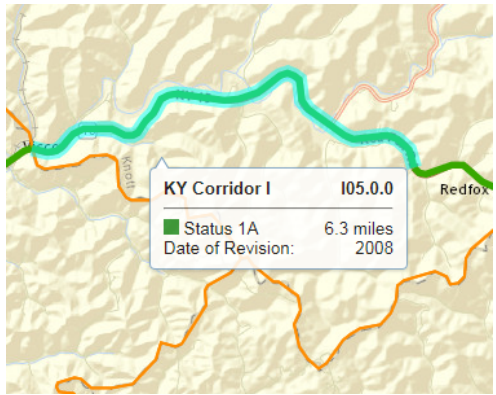 Knott
KY Corridor I I05.0.0
Status 1A 6.3 miles
Date of Revision: 2008
Redfox